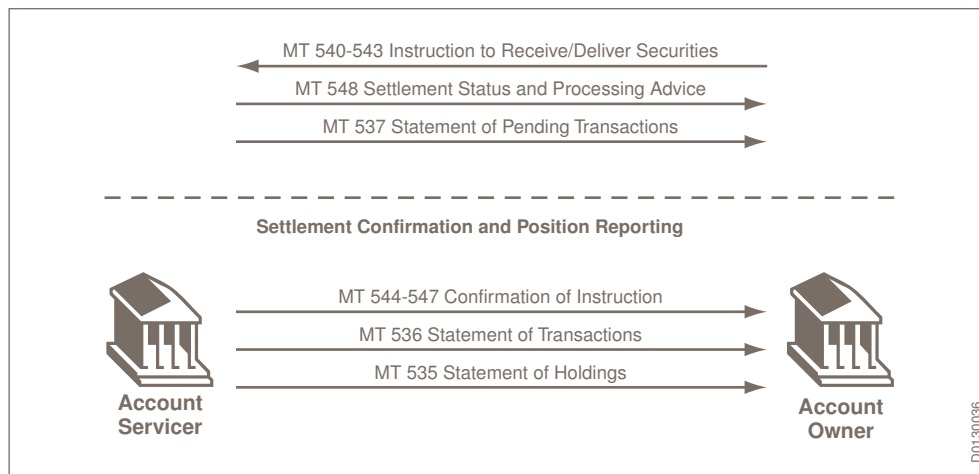 MT 540-543 Instruction to Receive/Deliver Securities
MT 548 Settlement Status and Processing Advice
MT 537 Statement of Pending Transactions
Settlement Confirmation and Position Reporting
MT 544-547 Confirmation of Instruction
MT 536 Statement of Transactions
MT 535 Statement of Holdings
Account
Servicer
Account
Owner
D0130036